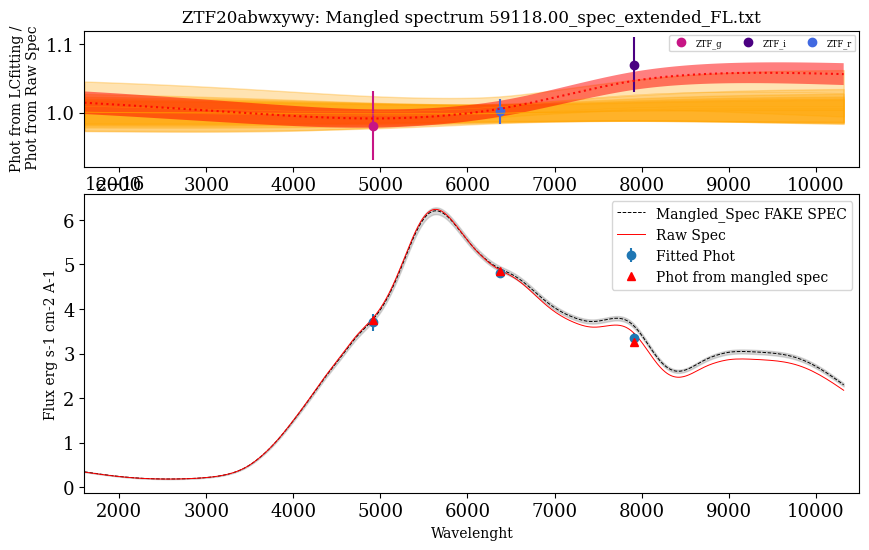 ZTF20abwxywy: Mangled spectrum 59118.00_spec_extended_FL.txt
Phot from LCfitting /
Phot from Raw Spec
1.1
1.0
ZTF_g
ZTF_i
ZTF_r
2000 3000 4000 5000 6000 7000 8000 9000 10000
1e−16
Flux erg s-1 cm-2 A-1
6
5
4
3
2
1
0
Mangled_Spec FAKE SPEC
Raw Spec
Fitted Phot
Phot from mangled spec
2000 3000 4000 5000 6000 7000 8000 9000 10000
Wavelenght